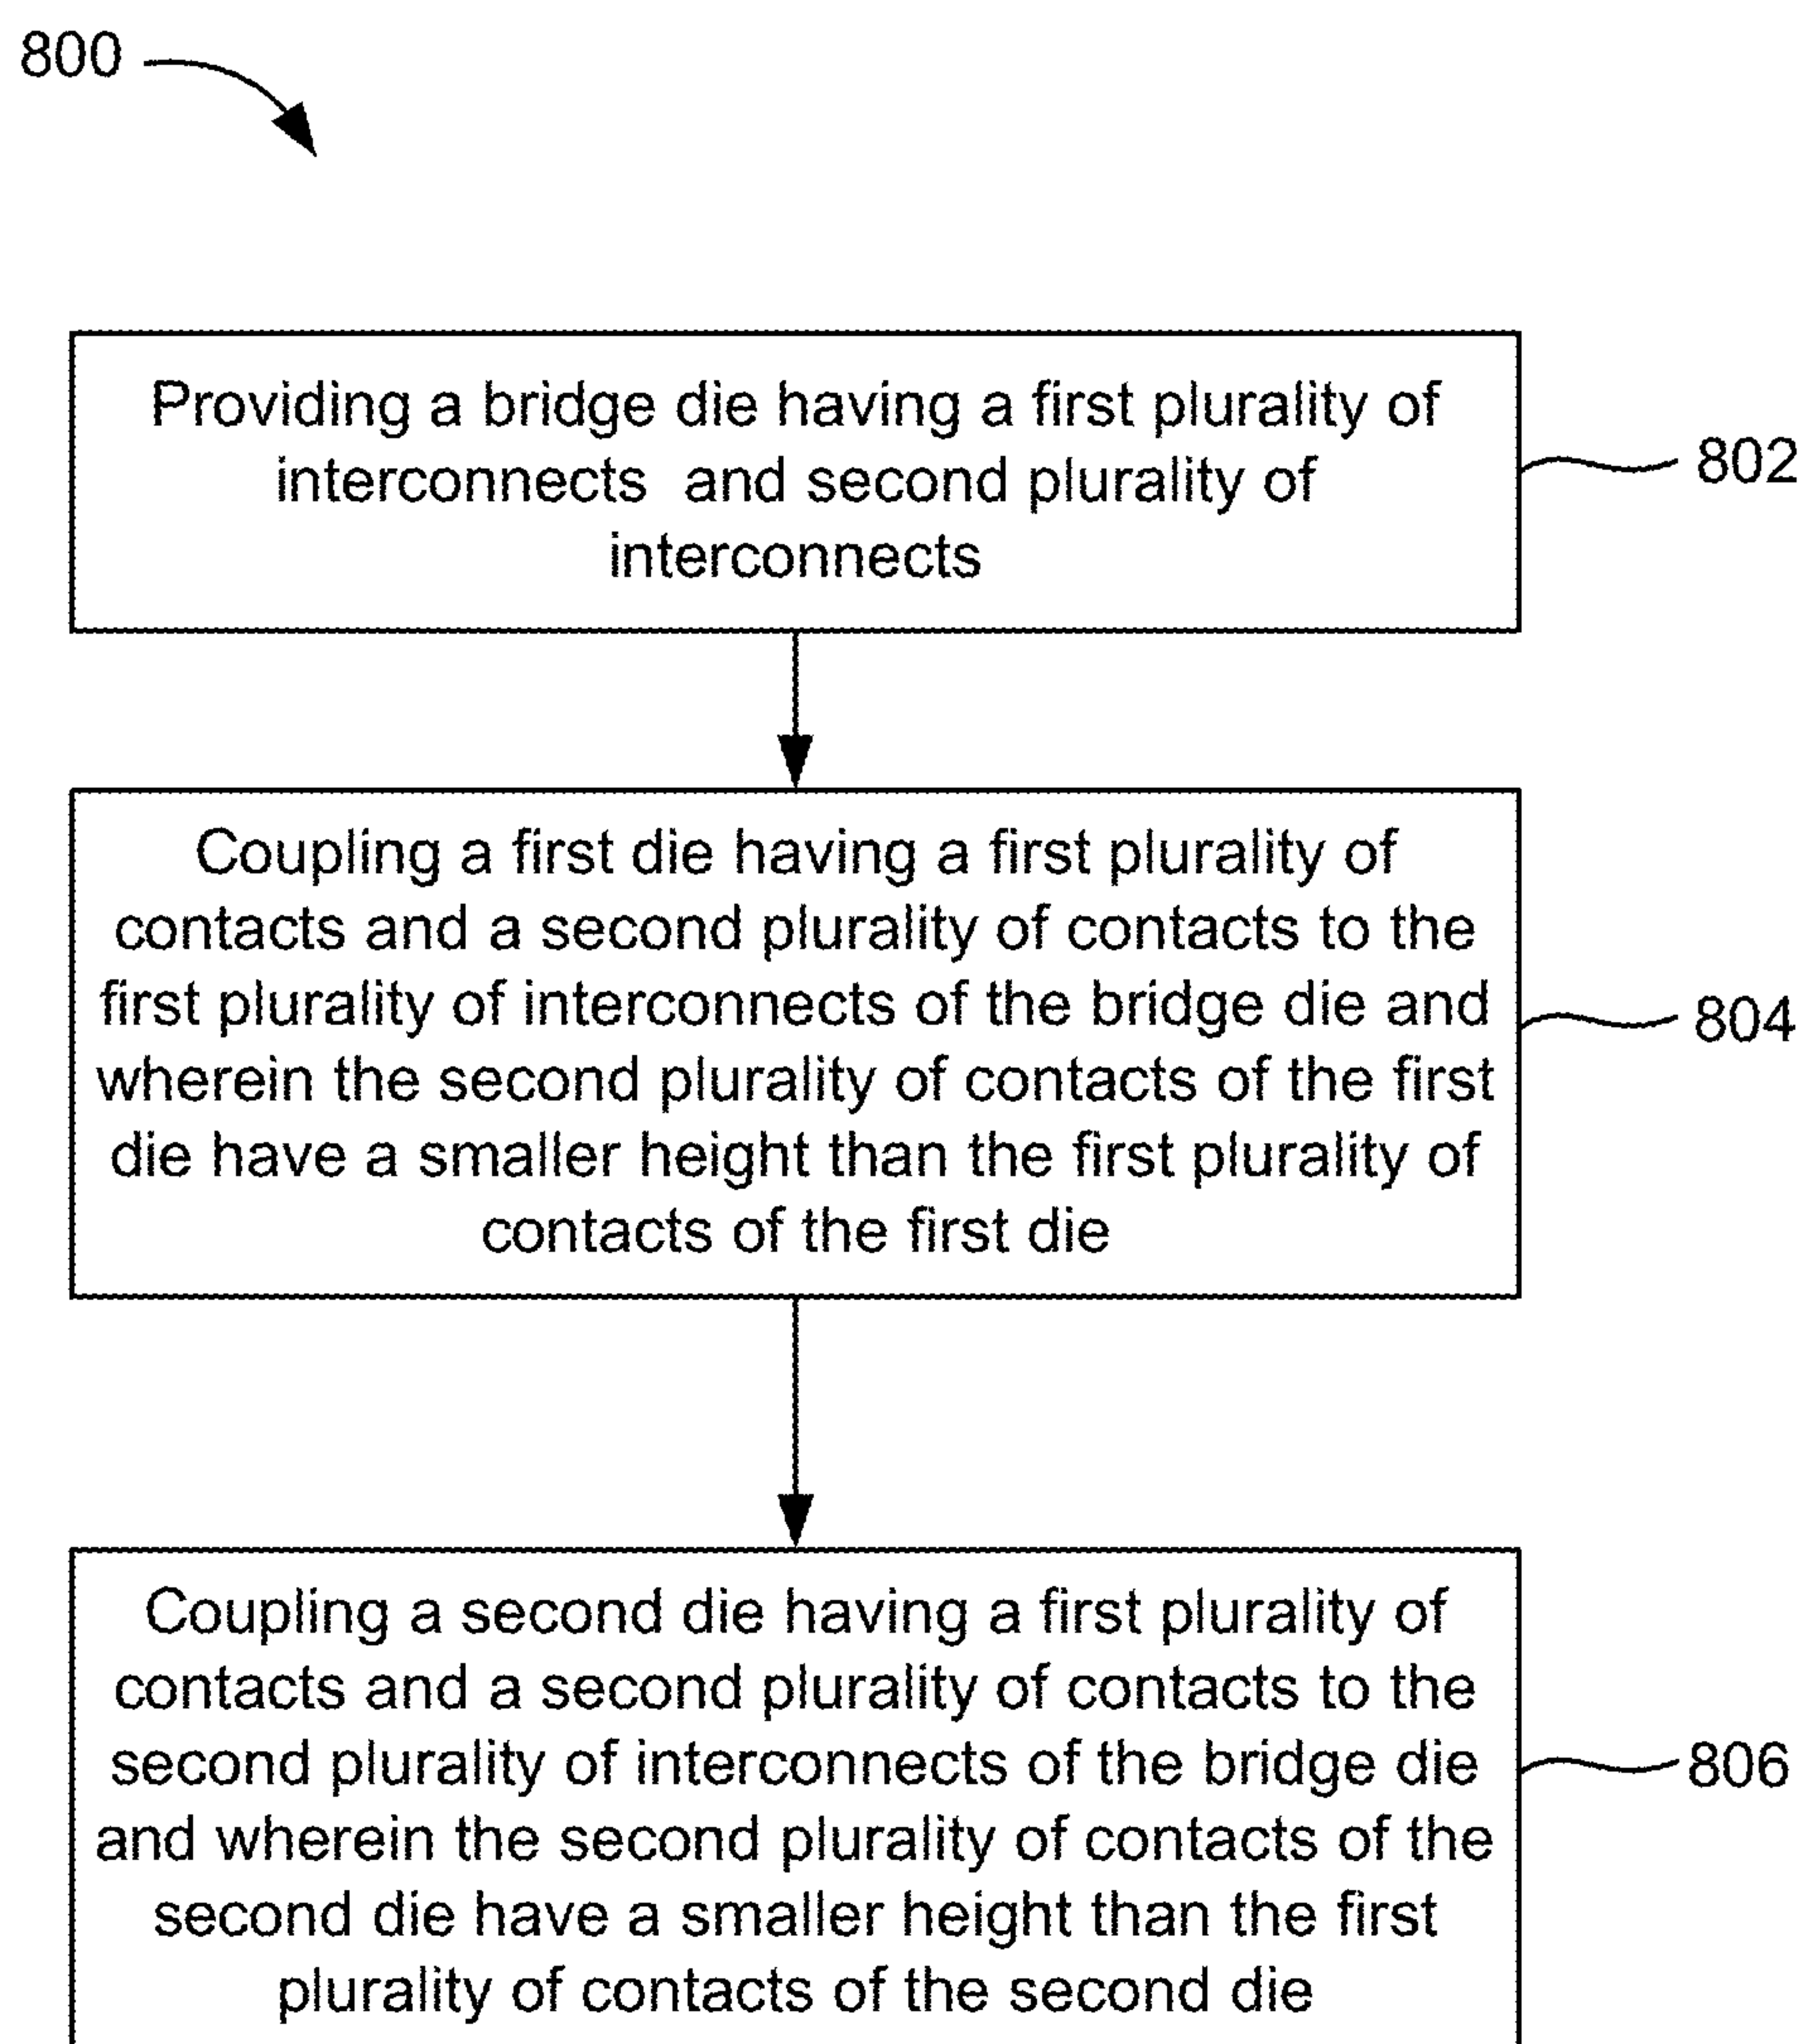 800
Providing a bridge die having a first plurality of
interconnects and second plurality of
interconnects
802
Coupling a first die having a first plurality of
contacts and a second plurality of contacts to the
first plurality of interconnects of the bridge die and
wherein the second plurality of contacts of the first
die have a smaller height than the first plurality of
contacts of the first die
804
Coupling a second die having a first plurality of
contacts and a second plurality of contacts to the
second plurality of interconnects of the bridge die
and wherein the second plurality of contacts of the
second die have a smaller height than the first
plurality of contacts of the second die
806